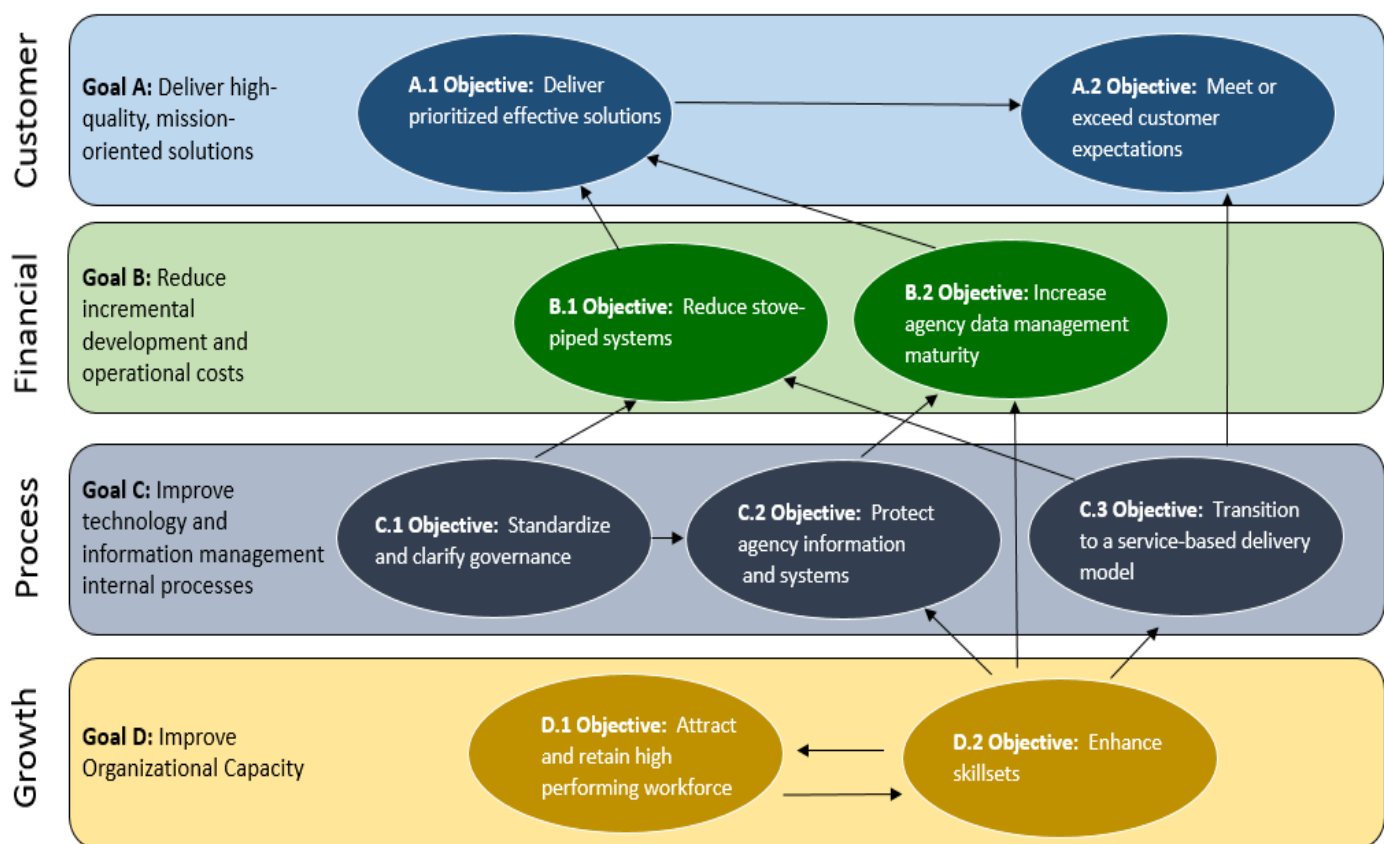 Customer
Goal A: Deliver high-
quality, mission-
oriented solutions
A.1 Objective: Deliver
prioritized effective solutions
A.2 Objective: Meet or
exceed customer
expectations
Financial
Goal B: Reduce
incremental
development and
operational costs
B.1 Objective: Reduce stove-
piped systems
B.2 Objective: Increase
agency data management
maturity
Process
Goal C: Improve
technology and
information management
internal processes
C.1 Objective: Standardize
and clarify governance
C.2 Objective: Protect
agency information
and systems
C.3 Objective: Transition
to a service-based delivery
model
Growth
Goal D: Improve
Organizational Capacity
D.1 Objective: Attract
and retain high
performing workforce
D.2 Objective: Enhance
skillsets